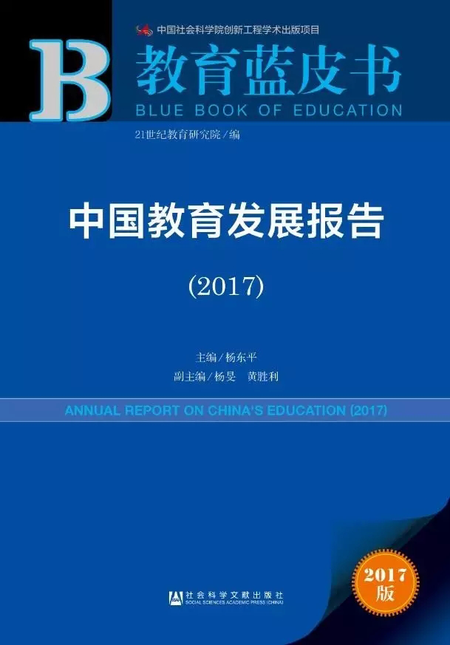 中国社会科学院创新工程学术出版项目
B
教育蓝皮书
BLUE BOOK OF EDUCATION
21世纪教育研究院/编
中国教育发展报告
(2017)
主编/杨东平
副主编/杨旻 黄胜利
ANNUAL REPORT ON CHINA'S EDUCATION (2017)
2017
版
社会科学文献出版社
SOCIAL SCIENCES ACADEMIC PRESS (CHINA)